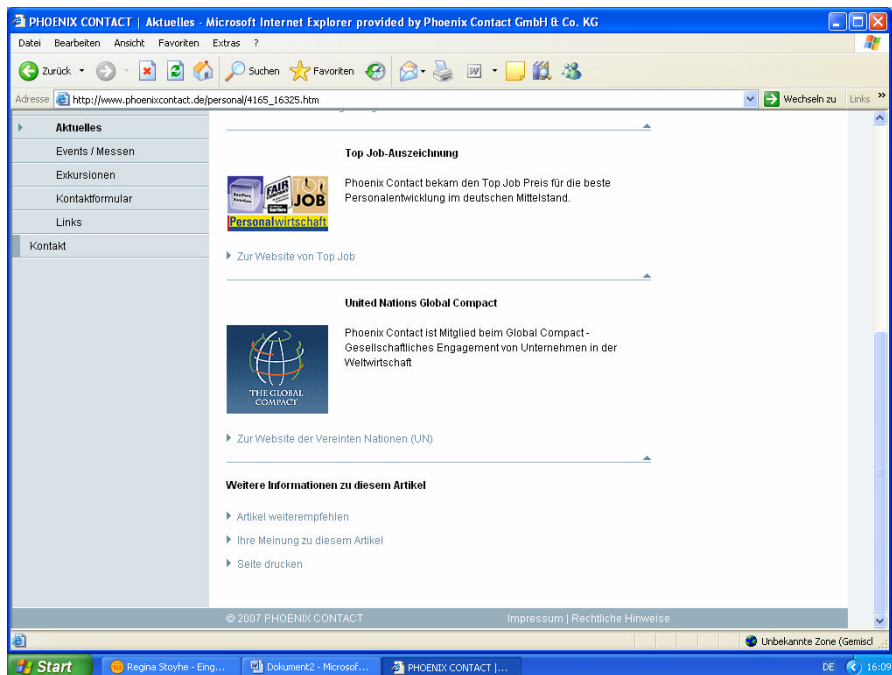 PHOENIX CONTACT | Aktuelles - Microsoft Internet Explorer provided by Phoenix Contact GmbH & Co. KG
Datei Bearbeiten Ansicht Favoriten Extras ?
Zurück Suchen Favoriten
Adresse http://www.phoenixcontact.de/personal/4165_16325.htm Wechseln zu Links »
Aktuelles
Events / Messen
Exkursionen
Kontaktformular
Links
Kontakt
Top Job-Auszeichnung
FAIR
COMPANY
TOP
JOB
Personalwirtschaft
Phoenix Contact bekam den Top Job Preis für die beste
Personalentwicklung im deutschen Mittelstand.
Zur Website von Top Job
United Nations Global Compact
THE GLOBAL
COMPACT
Phoenix Contact ist Mitglied beim Global Compact -
Gesellschaftliches Engagement von Unternehmen in der
Weltwirtschaft
Zur Website der Vereinten Nationen (UN)
Weitere Informationen zu diesem Artikel
Artikel weiterempfehlen
Ihre Meinung zu diesem Artikel
Seite drucken
© 2007 PHOENIX CONTACT Impressum | Rechtliche Hinweise
Unbekannte Zone (Gemiscl
Start Regina Stoyhe - Eing... Dokument2 - Microsof... PHOENIX CONTACT |... DE 16:09